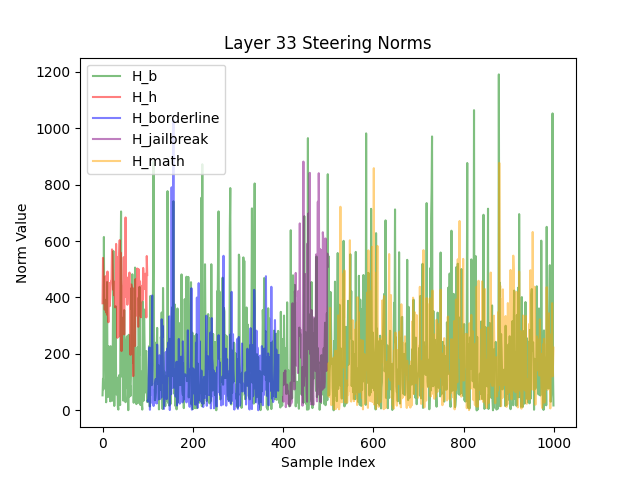 Layer 33 Steering Norms
H_b
H_h
H_borderline
H_jailbreak
H_math
Norm Value
1200
1000
800
600
400
200
0
0 200 400 600 800 1000
Sample Index